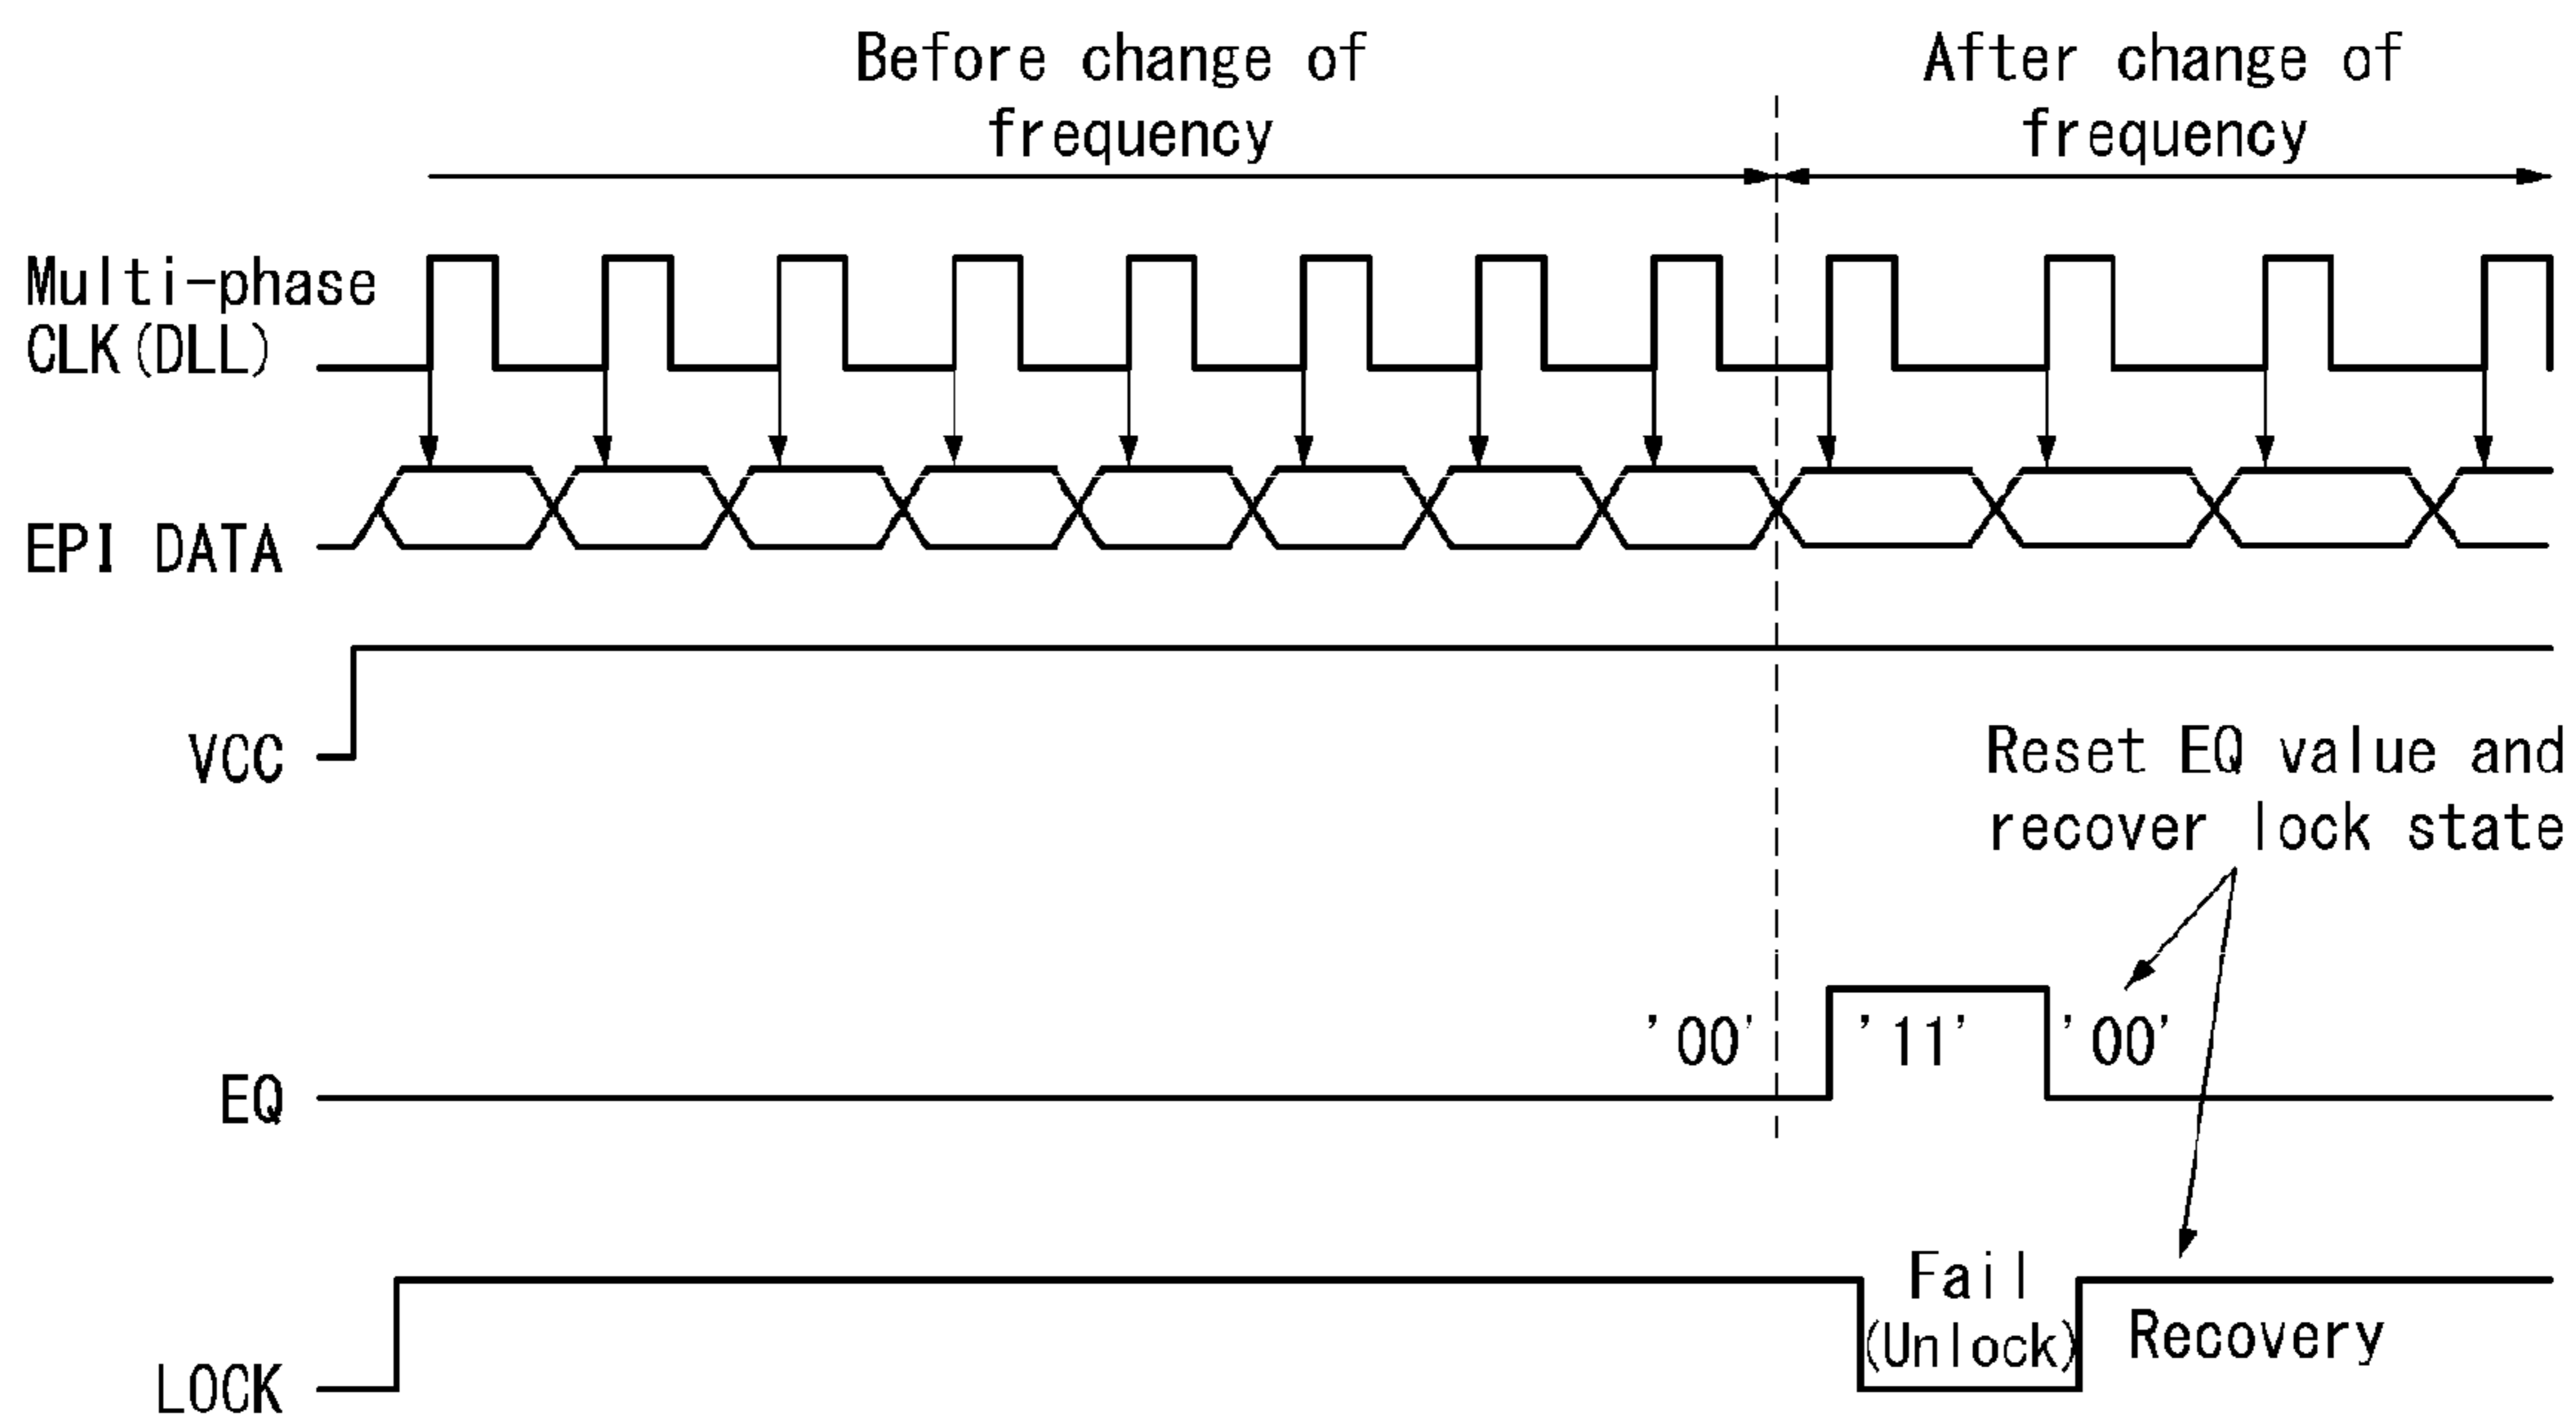 Before change of
frequency
After change of
frequency
Multi-phase
CLK(DLL)
EPI DATA
VCC
Reset EQ value and
recover lock state
'00' '11' '00'
EQ
Fail
(Unlock)
Recovery
LOCK